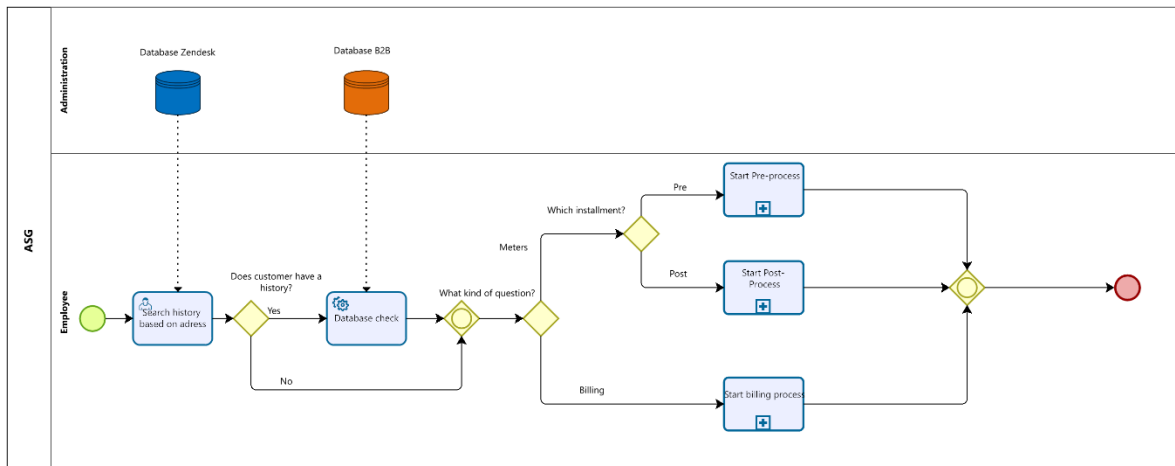 ASG
Administration
Database Zendesk
Database B2B
Employee
Search history
based on adress
Does customer have a
history?
Yes
No
Database check
What kind of question?
Meters
Billing
Which installment?
Pre
Post
Start Pre-process
Start Post-
Process
Start billing process